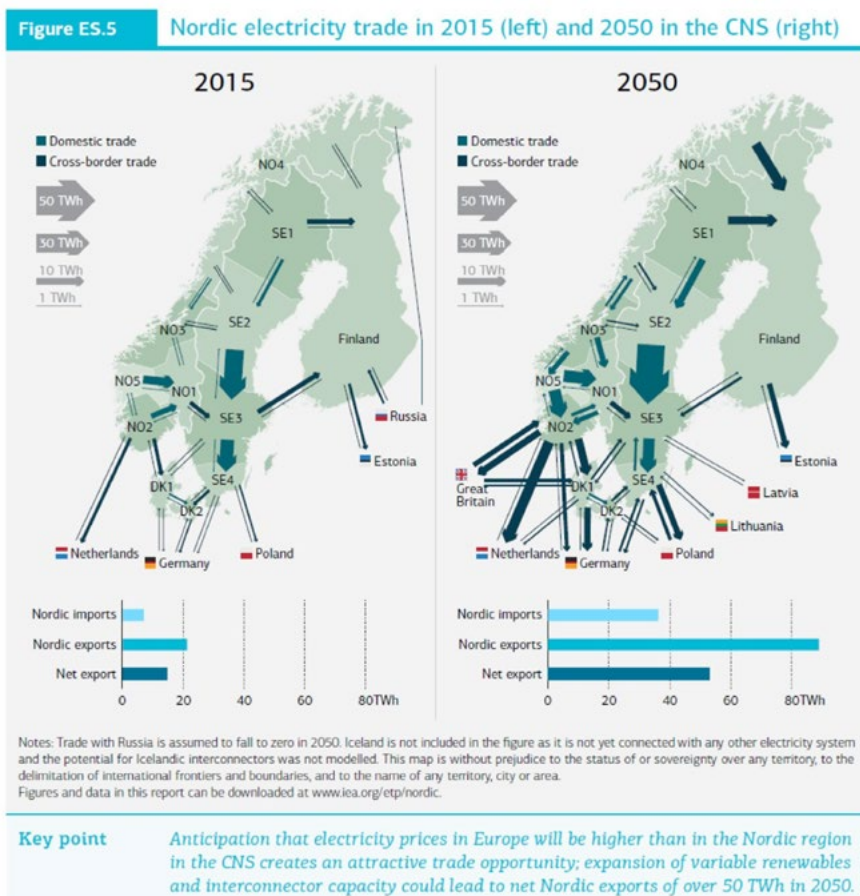 Figure ES.5
Nordic electricity trade in 2015 (left) and 2050 in the CNS (right)
2015
Domestic trade
Cross-border trade
50 TWh
30 TWh
10 TWh
1 TWh
NO4
SE1
SE2
NO3
Finland
NO5
NO1
NO2
SE3
Russia
Estonia
SE4
DK1
DK2
Netherlands
Germany
Poland
Nordic imports
Nordic exports
Net export
0 20 40 60 80TWh
2050
Domestic trade
Cross-border trade
50 TWh
30 TWh
10 TWh
1 TWh
NO4
SE1
SE2
NO3
Finland
NO5
NO1
NO2
SE3
Great
Britain
Estonia
SE4
DK1
DK2
Latvia
Lithuania
Netherlands
Germany
Poland
Nordic imports
Nordic exports
Net export
0 20 40 60 80TWh
Notes: Trade with Russia is assumed to fall to zero in 2050. Iceland is not included in the figure as it is not yet connected with any other electricity system
and the potential for Icelandic interconnectors was not modelled. This map is without prejudice to the status of or sovereignty over any territory, to the
delimitation of international frontiers and boundaries, and to the name of any territory, city or area.
Figures and data in this report can be downloaded at www.iea.org/etp/nordic.
Key point
Anticipation that electricity prices in Europe will be higher than in the Nordic region
in the CNS creates an attractive trade opportunity; expansion of variable renewables
and interconnector capacity could lead to net Nordic exports of over 50 TWh in 2050.